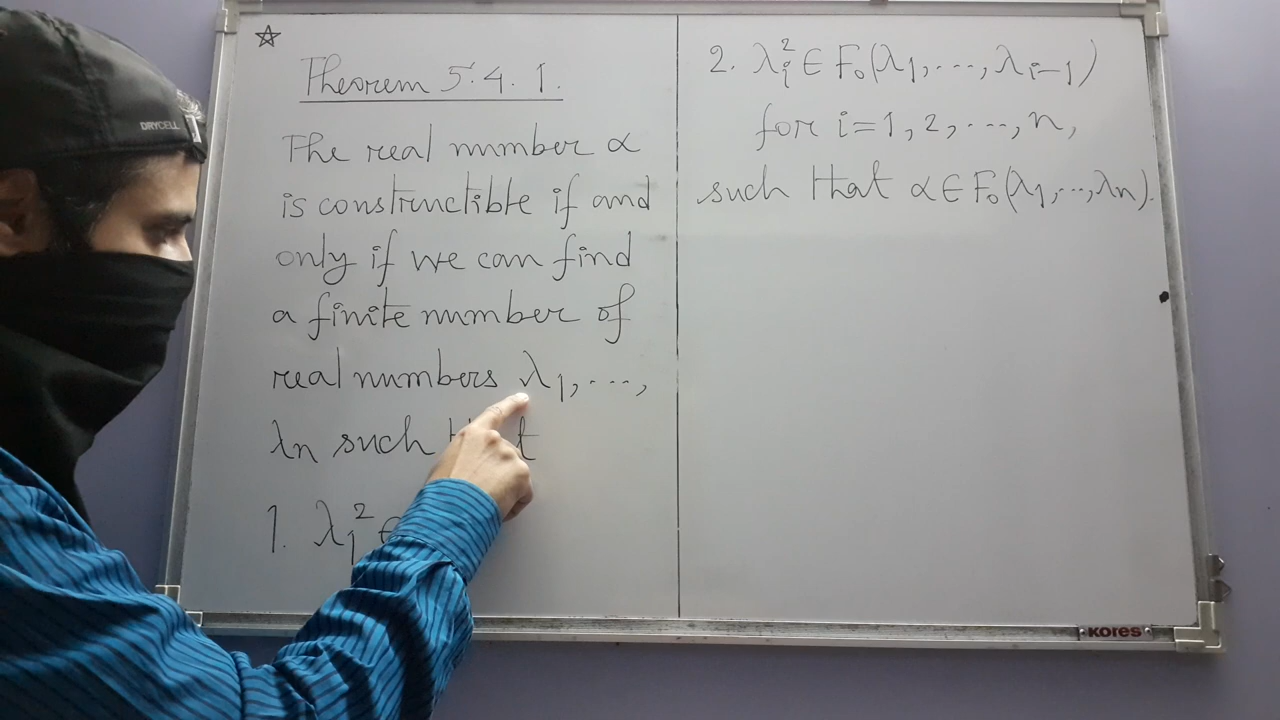 Theorem 5.4.1.
The real number α
is constructible if and
only if we can find
a finite number of
real numbers λ₁, ...,
λn such
1. λ₁² ∈
2. λᵢ² ∈ F₀(λ₁, ..., λᵢ₋₁)
for i=1, 2, ..., n,
such that α ∈ F₀(λ₁, ..., λn).
DRYCELL
KORES